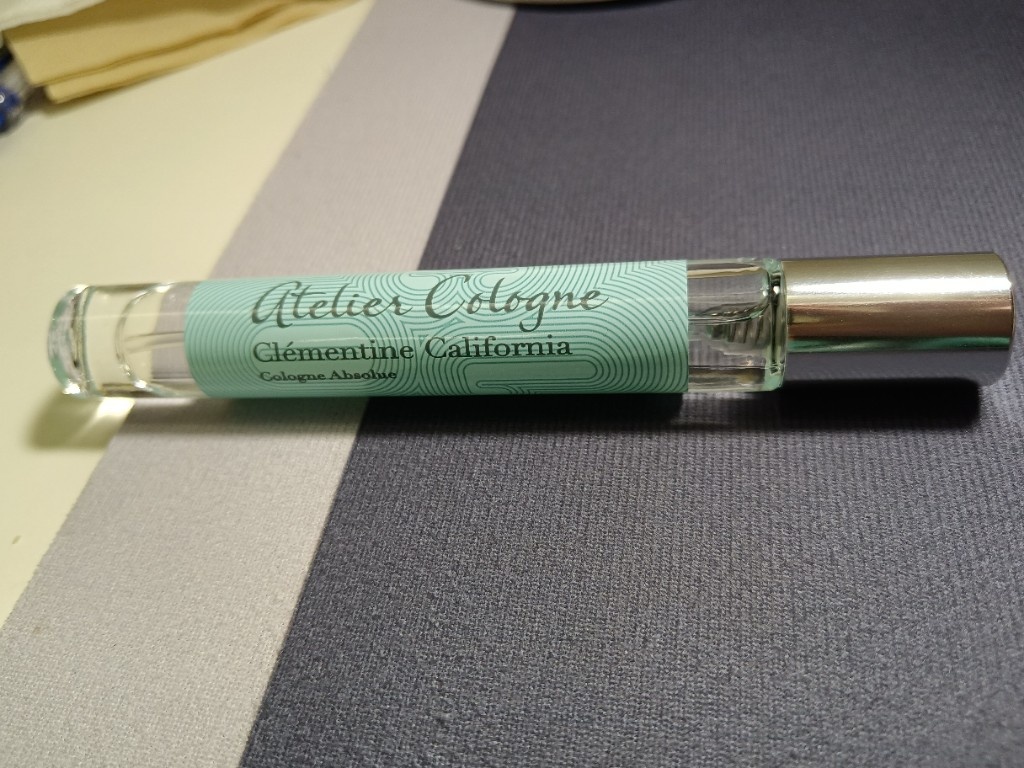 Atelier Cologne
Clémentine California
Cologne Absolue